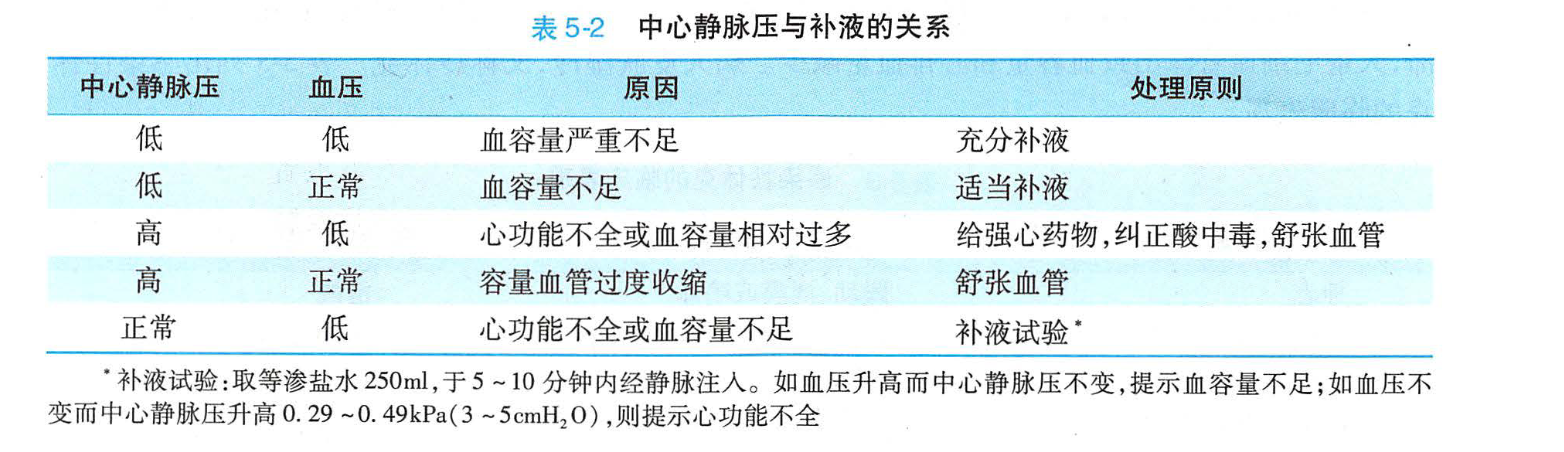 表 5-2 中心静脉压与补液的关系
中心静脉压 血压 原因 处理原则
低 低 血容量严重不足 充分补液
低 正常 血容量不足 适当补液
高 低 心功能不全或血容量相对过多 给强心药物,纠正酸中毒,舒张血管
高 正常 容量血管过度收缩 舒张血管
正常 低 心功能不全或血容量不足 补液试验*
*补液试验:取等渗盐水 250ml,于 5 ~ 10 分钟内经静脉注入。如血压升高而中心静脉压不变,提示血容量不足;如血压不
变而中心静脉压升高 0. 29 ~0. 49kPa(3 ~5cmH₂O),则提示心功能不全